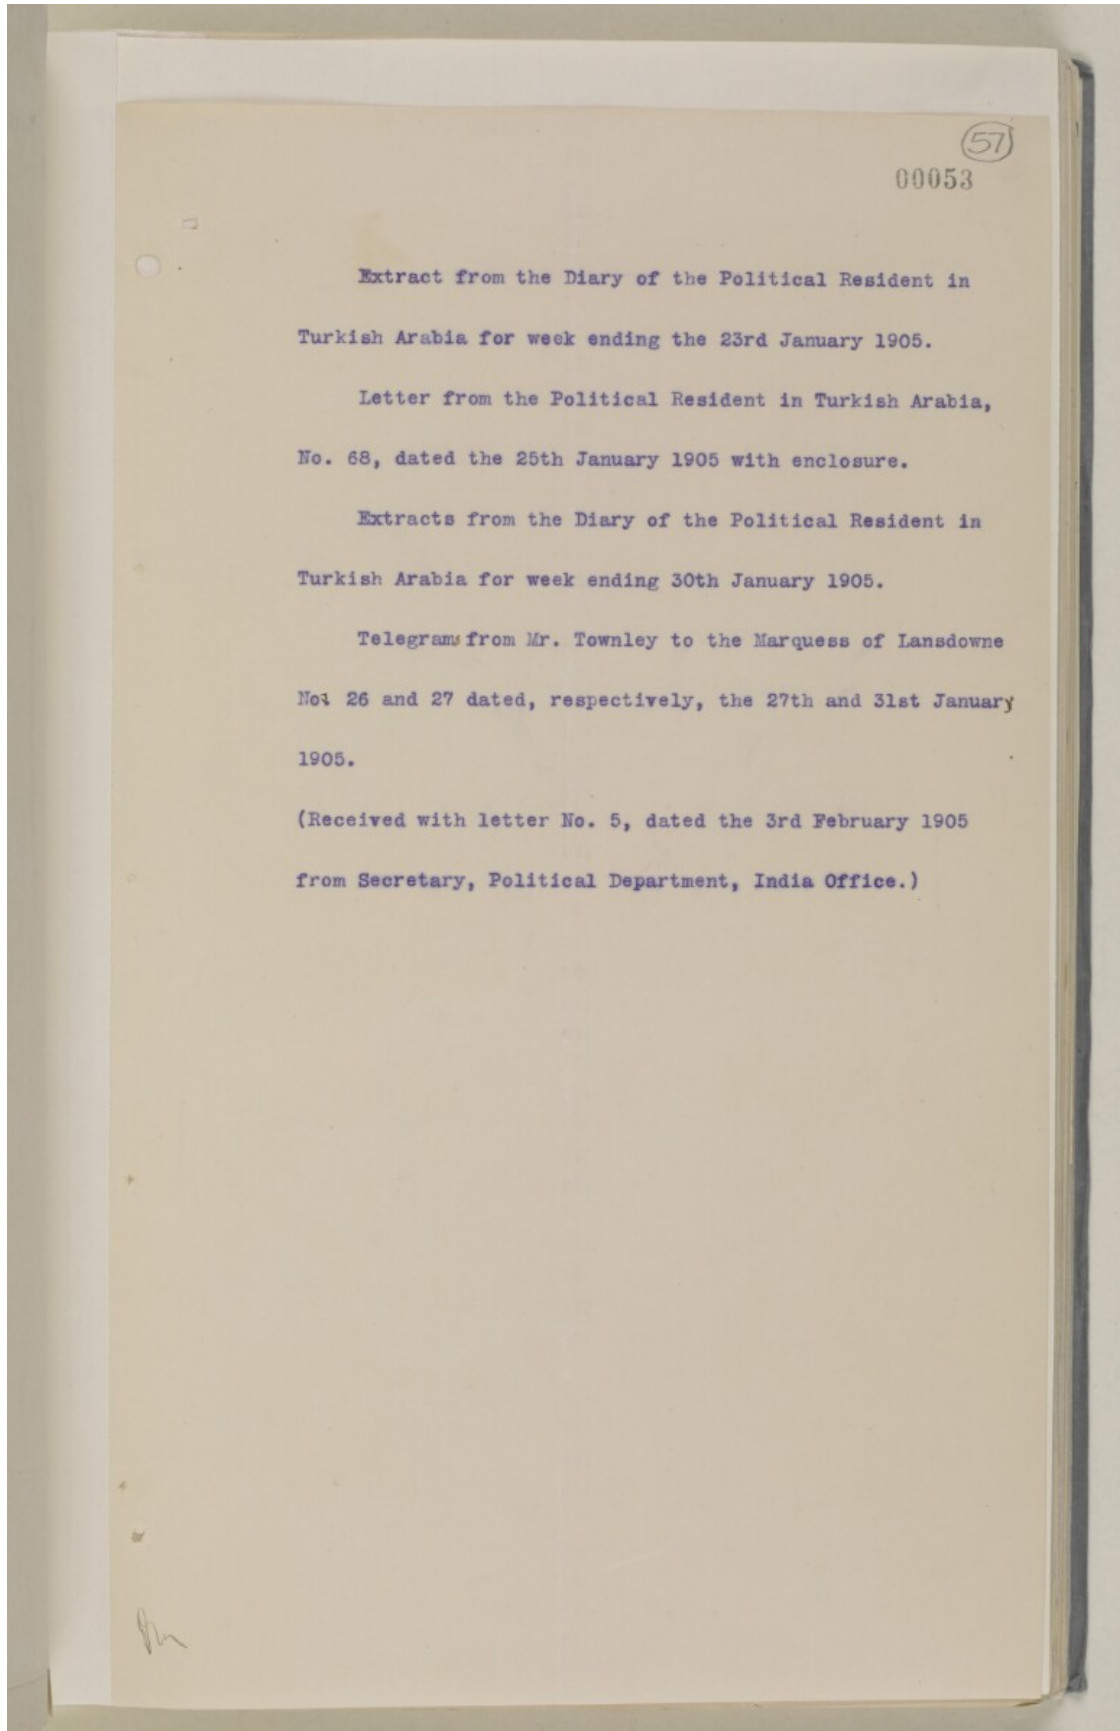 57
00053
Extract from the Diary of the Political Resident in
Turkish Arabia for week ending the 23rd January 1905.
Letter from the Political Resident in Turkish Arabia,
No. 68, dated the 25th January 1905 with enclosure.
Extracts from the Diary of the Political Resident in
Turkish Arabia for week ending 30th January 1905.
Telegrams from Mr. Townley to the Marquess of Lansdowne
Nos 26 and 27 dated, respectively, the 27th and 31st January
1905.
(Received with letter No. 5, dated the 3rd February 1905
from Secretary, Political Department, India Office.)